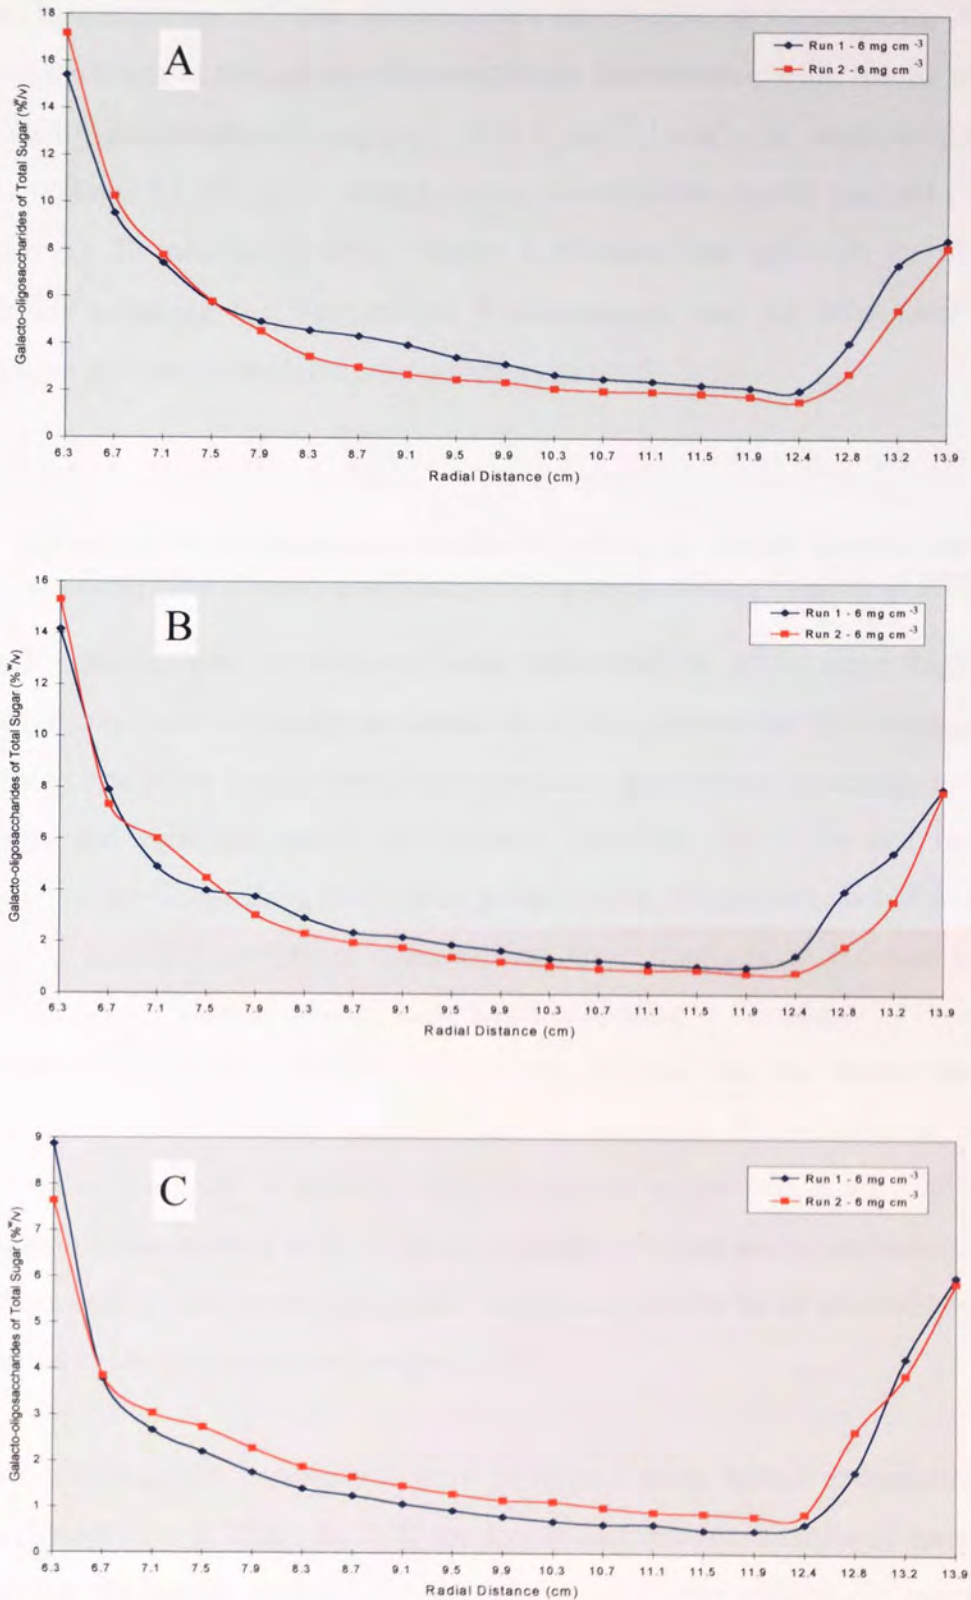 A
Run 1 - 6 mg cm -3
Run 2 - 6 mg cm -3
Galacto-oligosaccharides of Total Sugar (%w/v)
18
16
14
12
10
8
6
4
2
0
6.3 6.7 7.1 7.5 7.9 8.3 8.7 9.1 9.5 9.9 10.3 10.7 11.1 11.5 11.9 12.4 12.8 13.2 13.9
Radial Distance (cm)
B
Run 1 - 6 mg cm -3
Run 2 - 6 mg cm -3
Galacto-oligosaccharides of Total Sugar (%w/v)
16
14
12
10
8
6
4
2
0
6.3 6.7 7.1 7.5 7.9 8.3 8.7 9.1 9.5 9.9 10.3 10.7 11.1 11.5 11.9 12.4 12.8 13.2 13.9
Radial Distance (cm)
C
Run 1 - 6 mg cm -3
Run 2 - 6 mg cm -3
Galacto-oligosaccharides of Total Sugar (%w/v)
9
8
7
6
5
4
3
2
1
0
6.3 6.7 7.1 7.5 7.9 8.3 8.7 9.1 9.5 9.9 10.3 10.7 11.1 11.5 11.9 12.4 12.8 13.2 13.9
Radial Distance (cm)